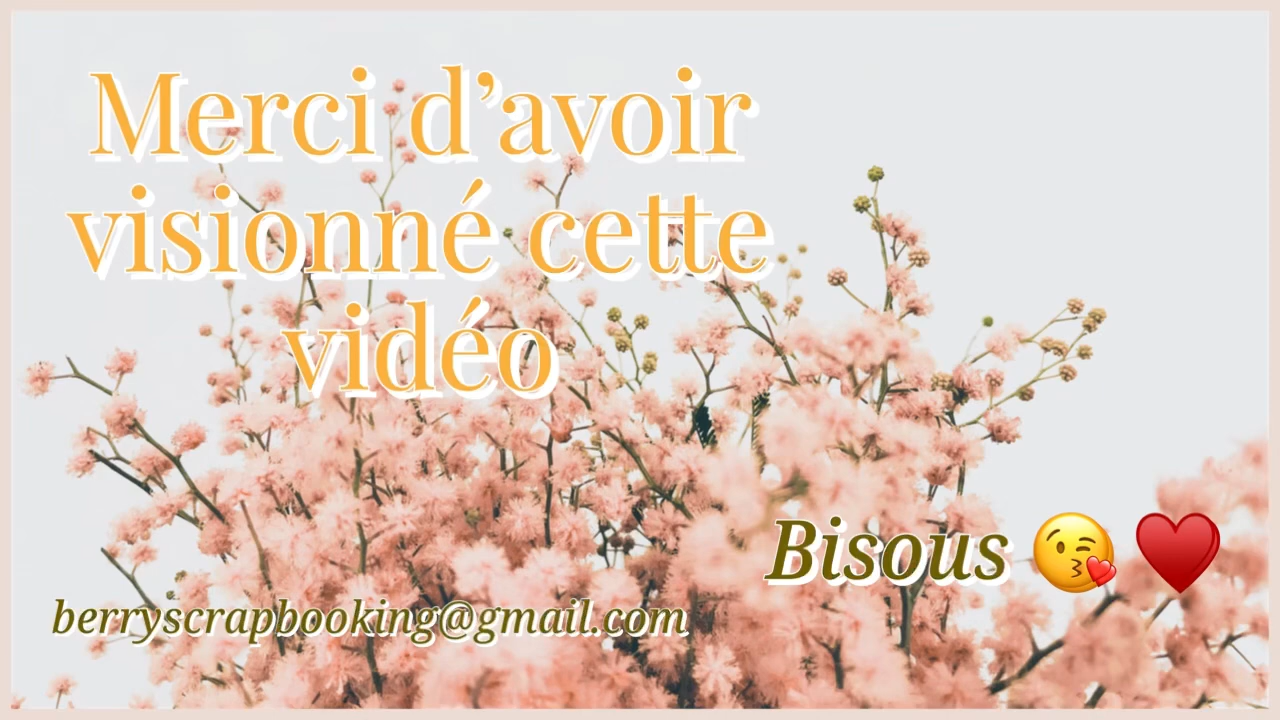 Merci d’avoir
visionné cette
vidéo
Bisous 😘 ♥️
berryscrapbooking@gmail.com